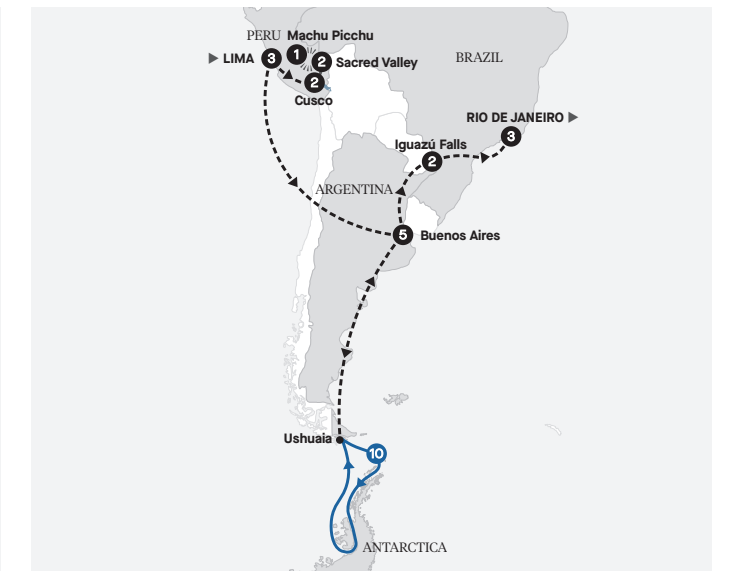 PERU Machu Picchu
BRAZIL
▶ LIMA 3
1
2 Sacred Valley
2
Cusco
RIO DE JANEIRO ▶
3
Iguazú Falls
2
ARGENTINA
5 Buenos Aires
Ushuaia
10
ANTARCTICA